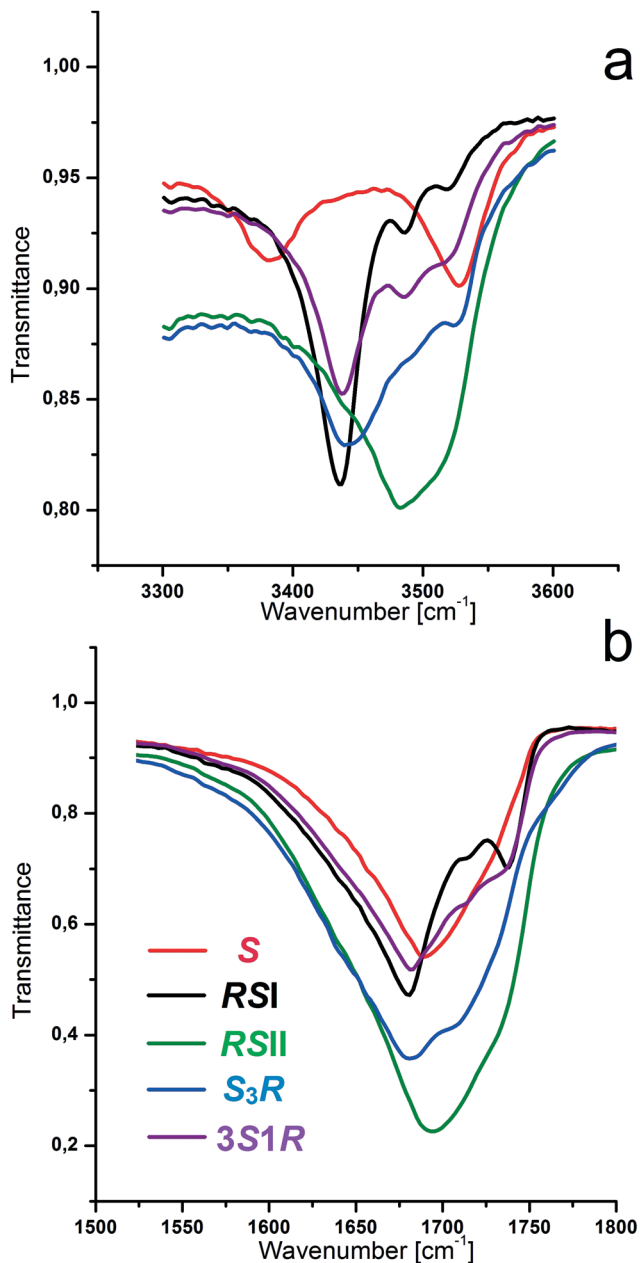 a
1,00
0,95
0,90
0,85
0,80
Transmittance
3300 3400 3500 3600
Wavenumber [cm⁻¹]
b
1,0
0,8
0,6
0,4
0,2
Transmittance
S
RSI
RSII
S₃R
3S1R
1500 1550 1600 1650 1700 1750 1800
Wavenumber [cm⁻¹]